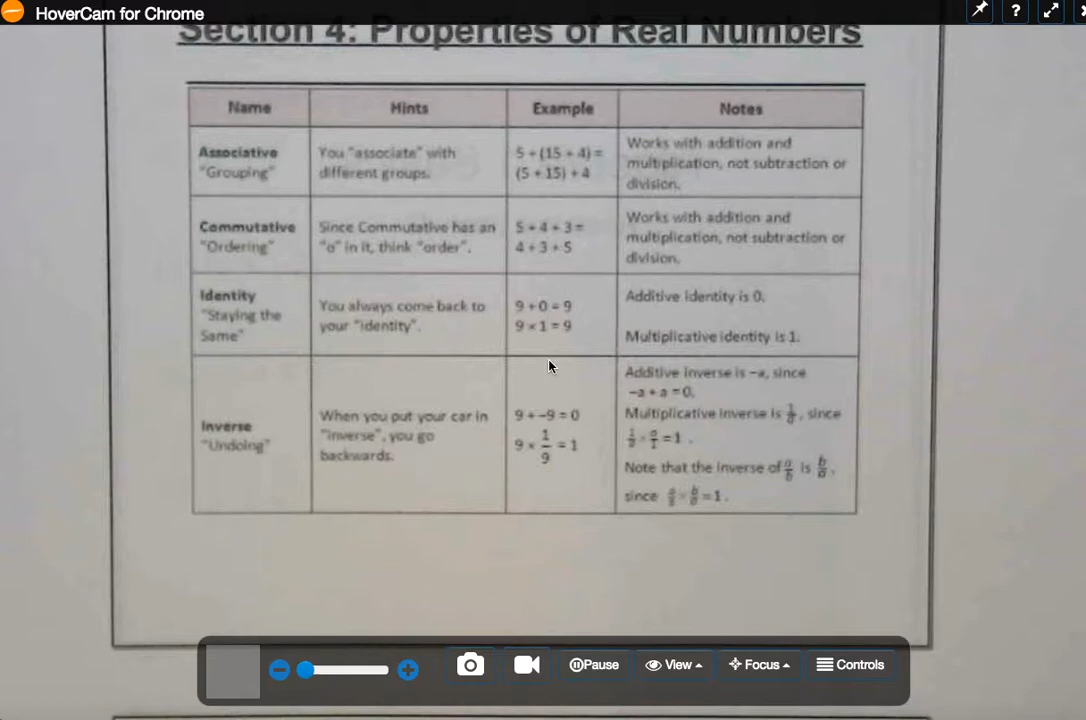 HoverCam for Chrome
?
Section 4: Properties of Real Numbers
Name Hints Example Notes
Associative
"Grouping"
You "associate" with
different groups.
5 + (15 + 4) =
(5 + 15) + 4
Works with addition and
multiplication, not subtraction or
division.
Commutative
"Ordering"
Since Commutative has an
"o" in it, think "order".
5 + 4 + 3 =
4 + 3 + 5
Works with addition and
multiplication, not subtraction or
division.
Identity
"Staying the
Same"
You always come back to
your "identity".
9 + 0 = 9
9 × 1 = 9
Additive identity is 0.
Multiplicative identity is 1.
Inverse
"Undoing"
When you put your car in
"inverse", you go
backwards.
9 + -9 = 0
9 × 1/9 = 1
Additive inverse is −a, since
−a + a = 0.
Multiplicative inverse is 1/a, since
1/a · a/1 = 1.
Note that the inverse of a/b is b/a,
since a/b · b/a = 1.
Pause View Focus Controls